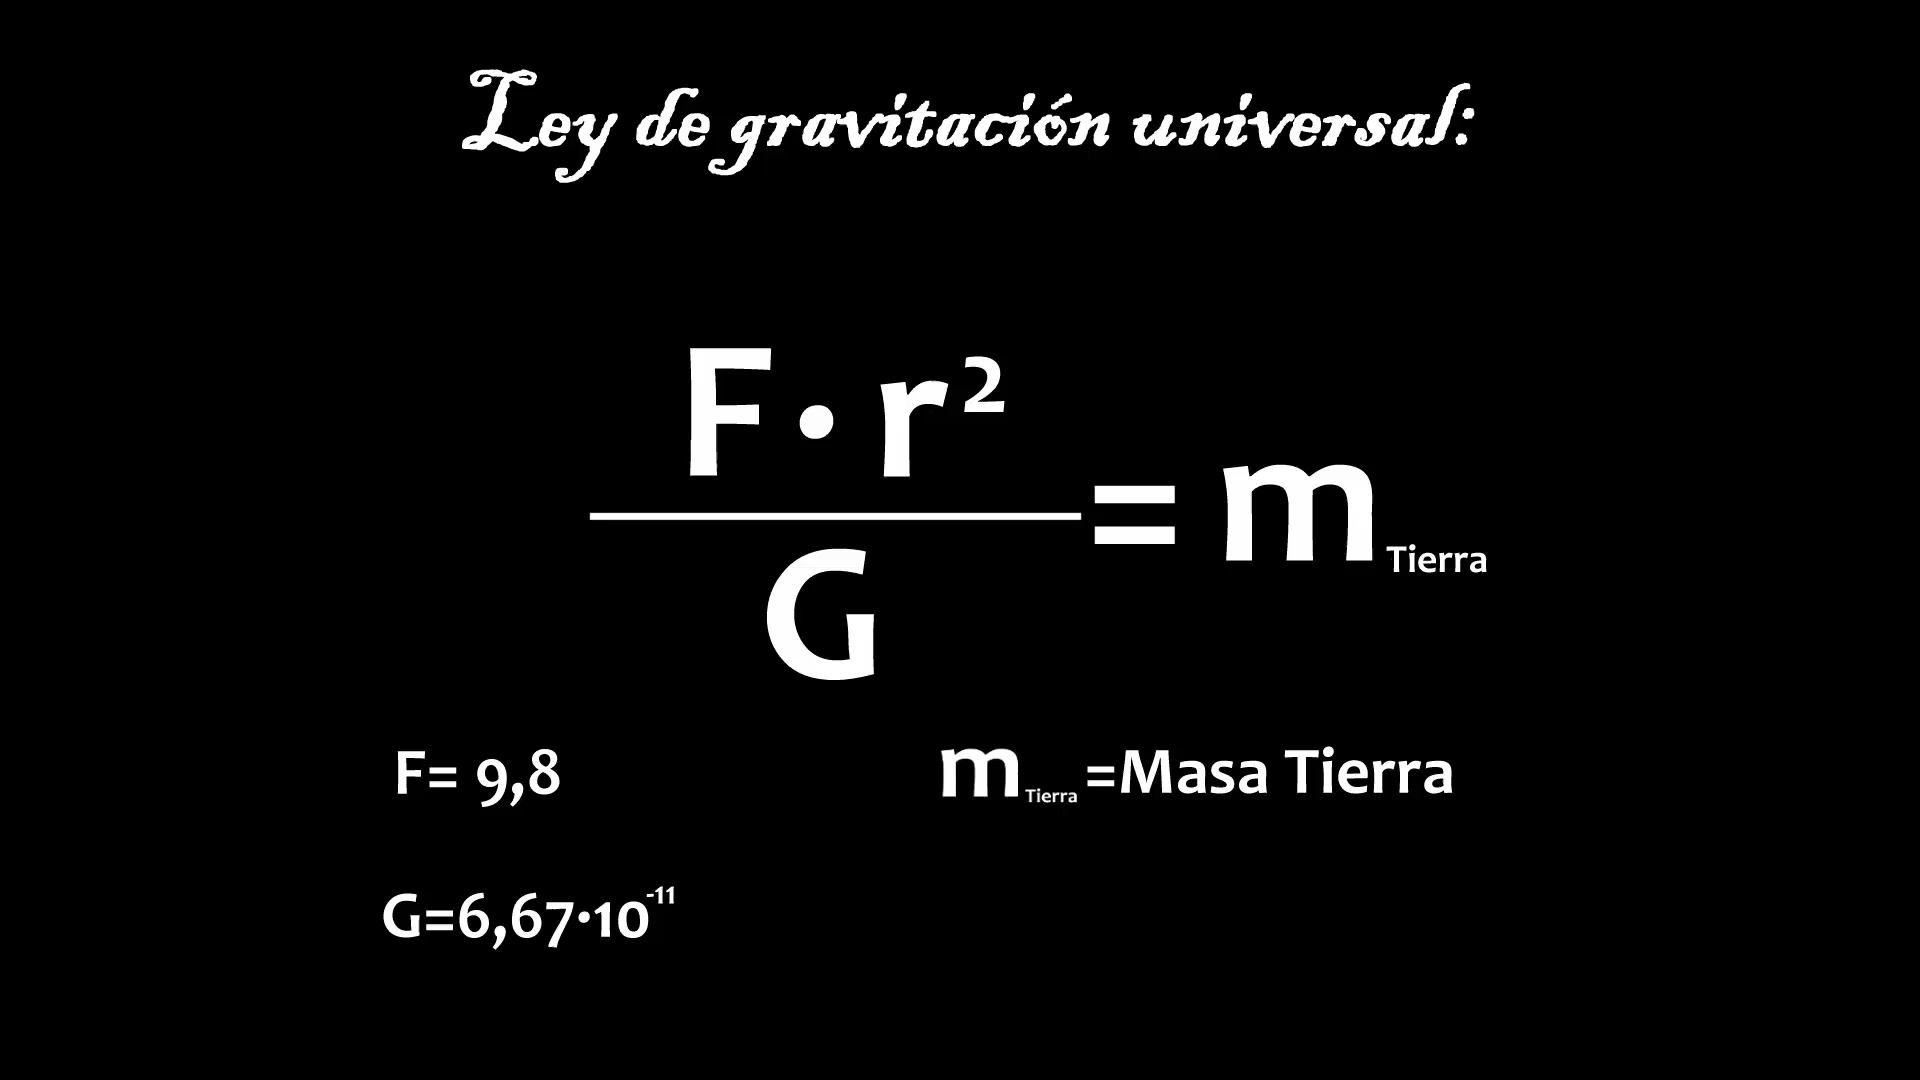 Ley de gravitación universal:
F · r²
G
= m Tierra
F= 9,8
m Tierra =Masa Tierra
G=6,67·10⁻¹¹